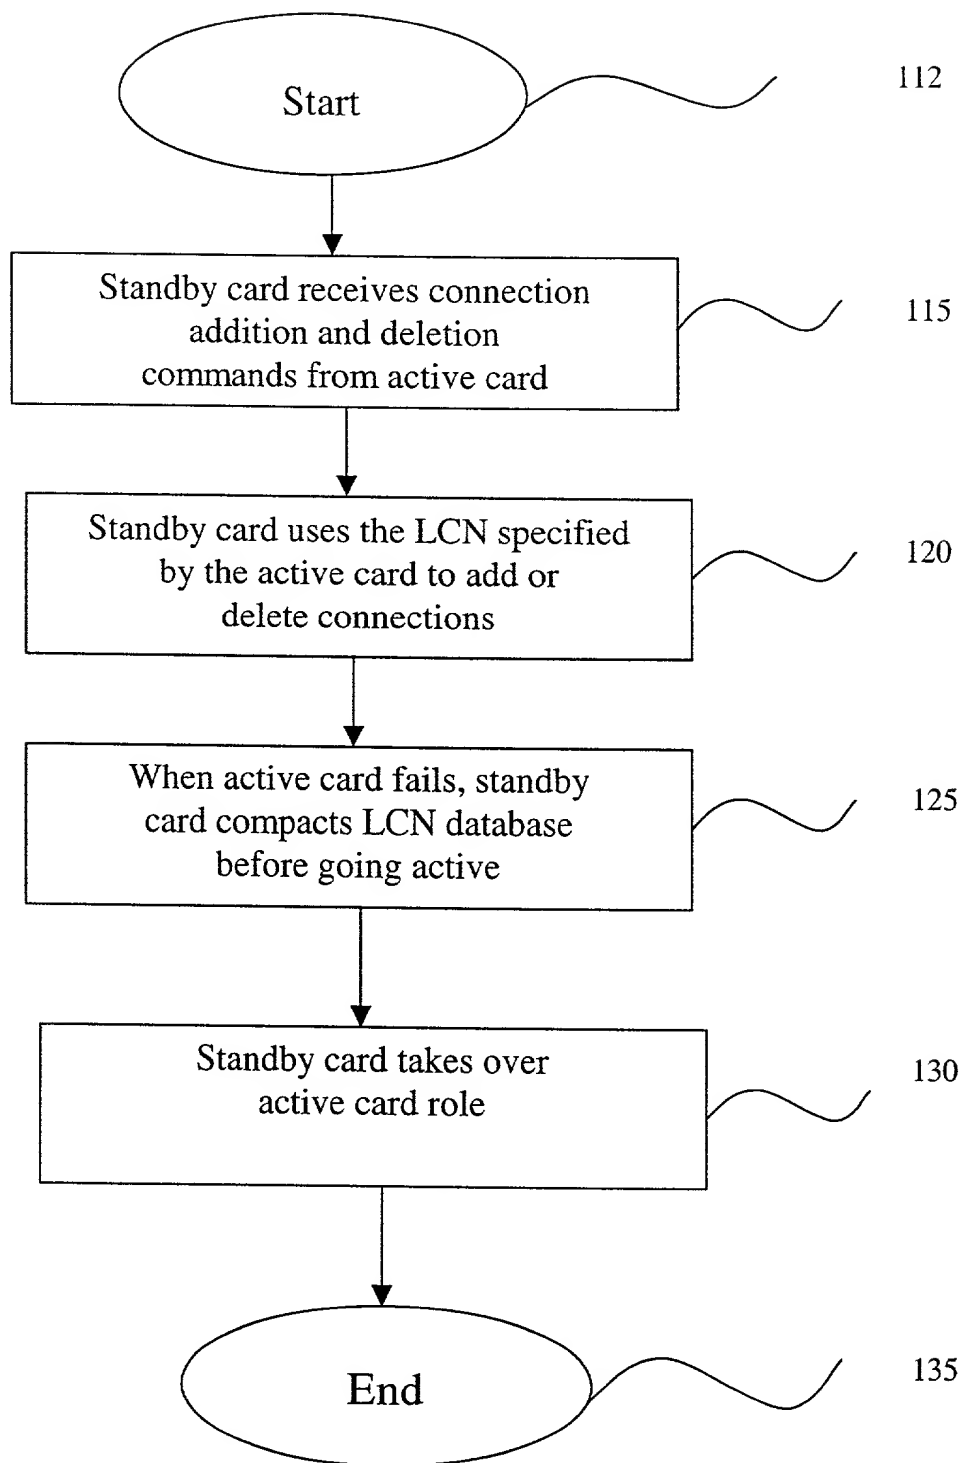 Start
112
Standby card receives connection
addition and deletion
commands from active card
115
Standby card uses the LCN specified
by the active card to add or
delete connections
120
When active card fails, standby
card compacts LCN database
before going active
125
Standby card takes over
active card role
130
End
135